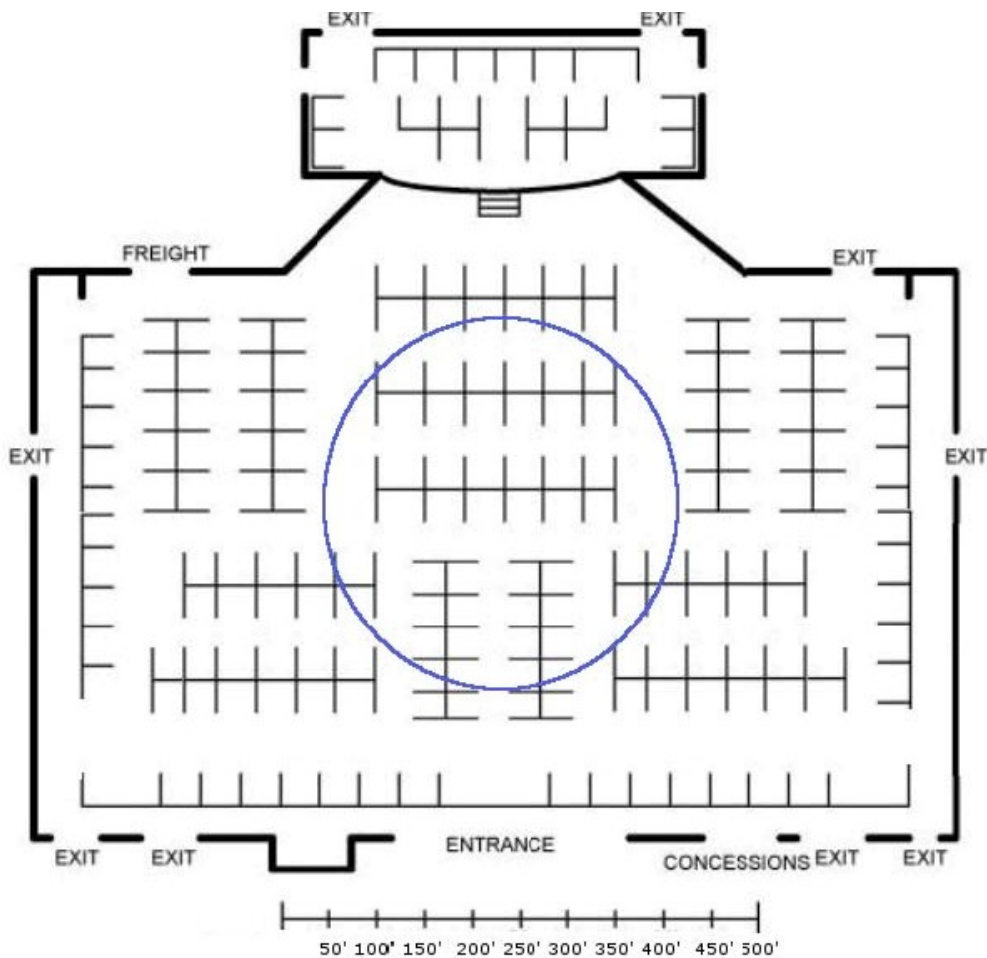 EXIT EXIT
FREIGHT EXIT
EXIT EXIT
ENTRANCE
EXIT EXIT CONCESSIONS EXIT EXIT
50' 100' 150' 200' 250' 300' 350' 400' 450' 500'